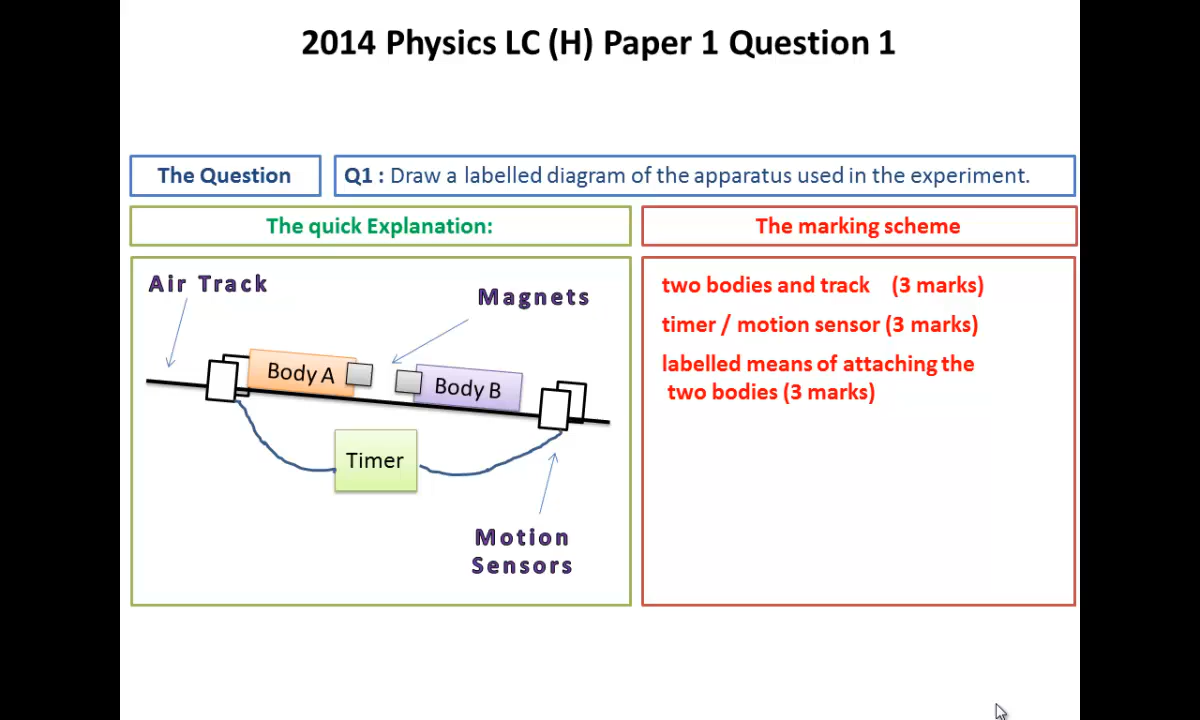 2014 Physics LC (H) Paper 1 Question 1
The Question
Q1 : Draw a labelled diagram of the apparatus used in the experiment.
The quick Explanation:
The marking scheme
Air Track
Magnets
Body A
Body B
Timer
Motion
Sensors
two bodies and track (3 marks)
timer / motion sensor (3 marks)
labelled means of attaching the
two bodies (3 marks)